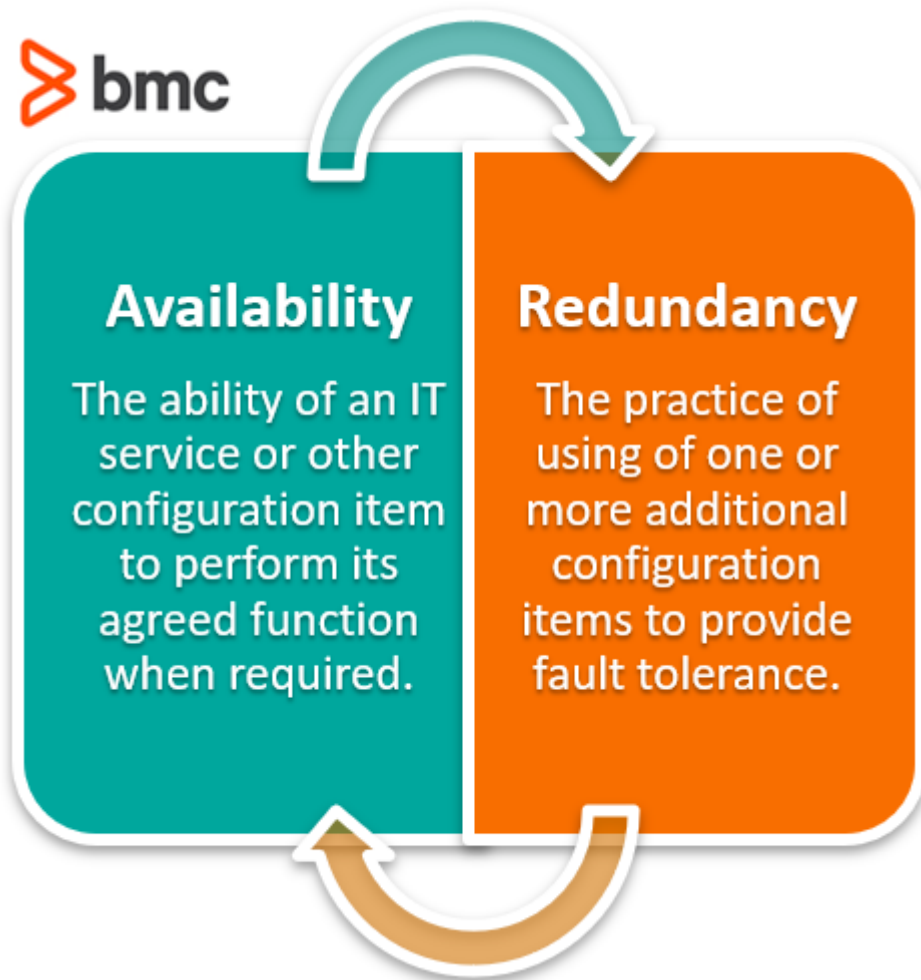 bmc
Availability
The ability of an IT
service or other
configuration item
to perform its
agreed function
when required.
Redundancy
The practice of
using of one or
more additional
configuration
items to provide
fault tolerance.